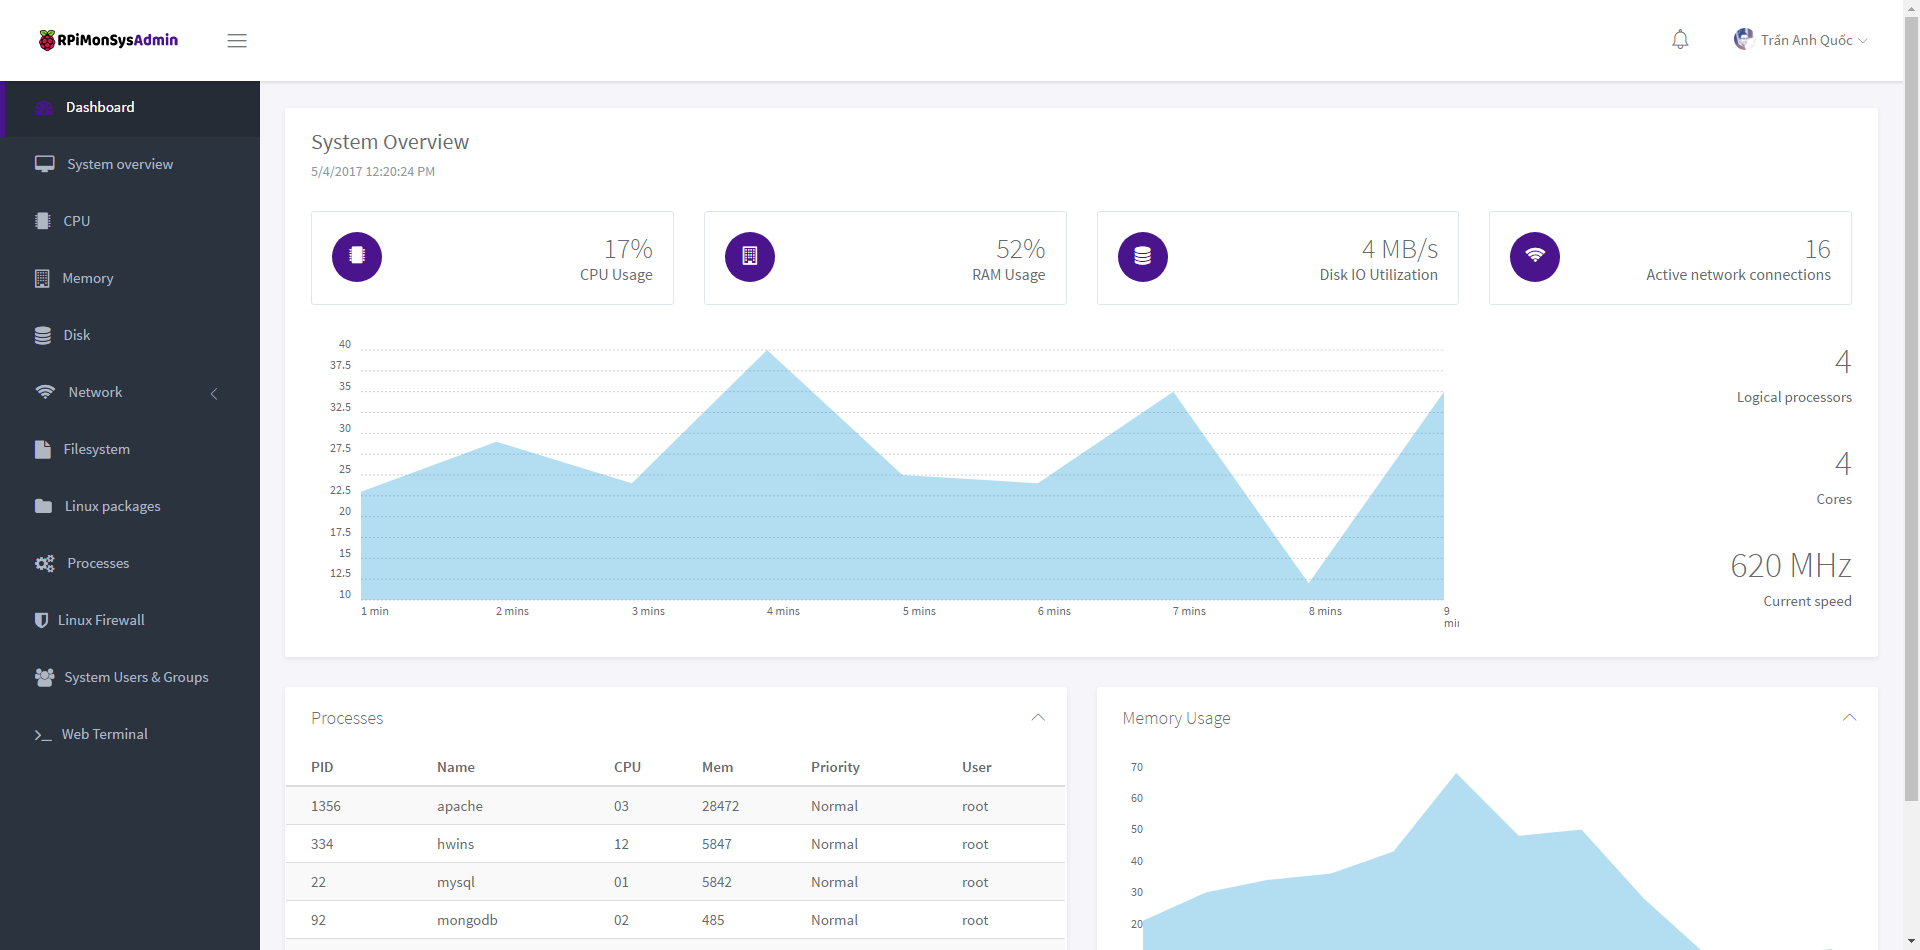 RPiMonSysAdmin
Trần Anh Quốc
Dashboard
System overview
CPU
Memory
Disk
Network
Filesystem
Linux packages
Processes
Linux Firewall
System Users & Groups
Web Terminal
System Overview
5/4/2017 12:20:24 PM
17%
CPU Usage
52%
RAM Usage
4 MB/s
Disk IO Utilization
16
Active network connections
40
37.5
35
32.5
30
27.5
25
22.5
20
17.5
15
12.5
10
1 min 2 mins 3 mins 4 mins 5 mins 6 mins 7 mins 8 mins 9
min
4
Logical processors
4
Cores
620 MHz
Current speed
Processes
PID Name CPU Mem Priority User
1356 apache 03 28472 Normal root
334 hwins 12 5847 Normal root
22 mysql 01 5842 Normal root
92 mongodb 02 485 Normal root
Memory Usage
70
60
50
40
30
20